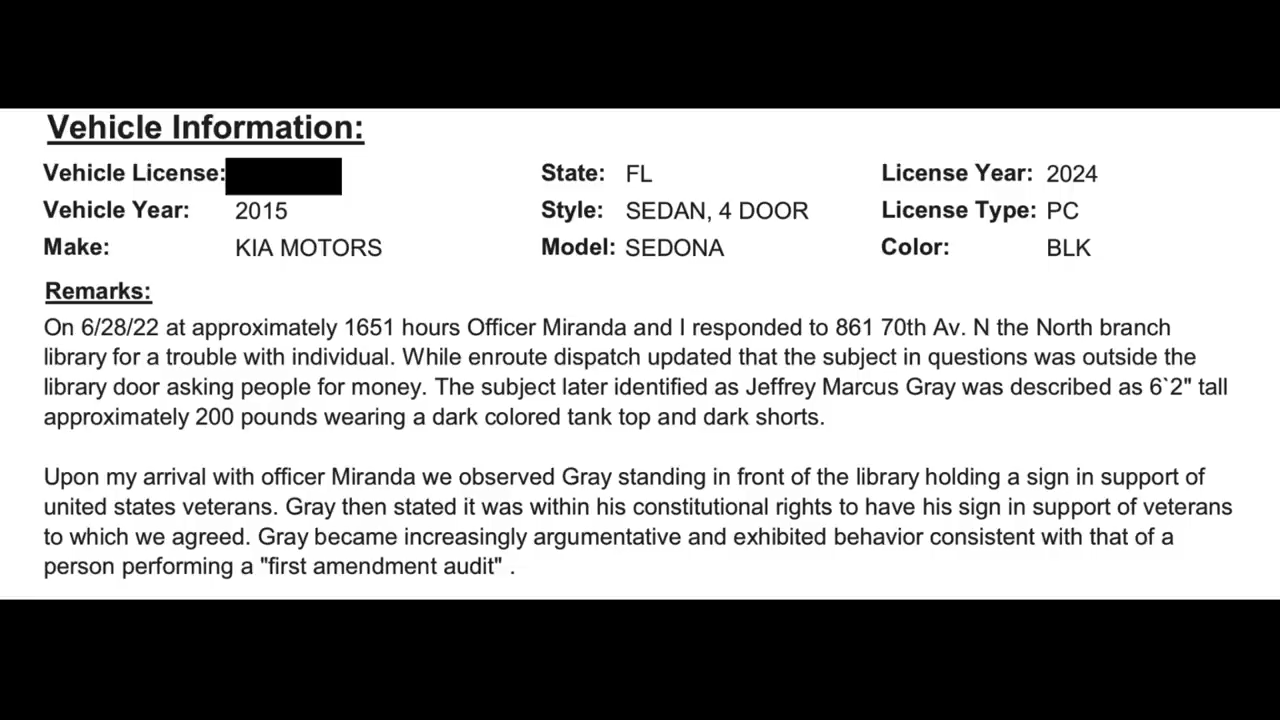 Vehicle Information:
Vehicle License: State: FL License Year: 2024
Vehicle Year: 2015 Style: SEDAN, 4 DOOR License Type: PC
Make: KIA MOTORS Model: SEDONA Color: BLK
Remarks:
On 6/28/22 at approximately 1651 hours Officer Miranda and I responded to 861 70th Av. N the North branch
library for a trouble with individual. While enroute dispatch updated that the subject in questions was outside the
library door asking people for money. The subject later identified as Jeffrey Marcus Gray was described as 6`2" tall
approximately 200 pounds wearing a dark colored tank top and dark shorts.
Upon my arrival with officer Miranda we observed Gray standing in front of the library holding a sign in support of
united states veterans. Gray then stated it was within his constitutional rights to have his sign in support of veterans
to which we agreed. Gray became increasingly argumentative and exhibited behavior consistent with that of a
person performing a "first amendment audit" .